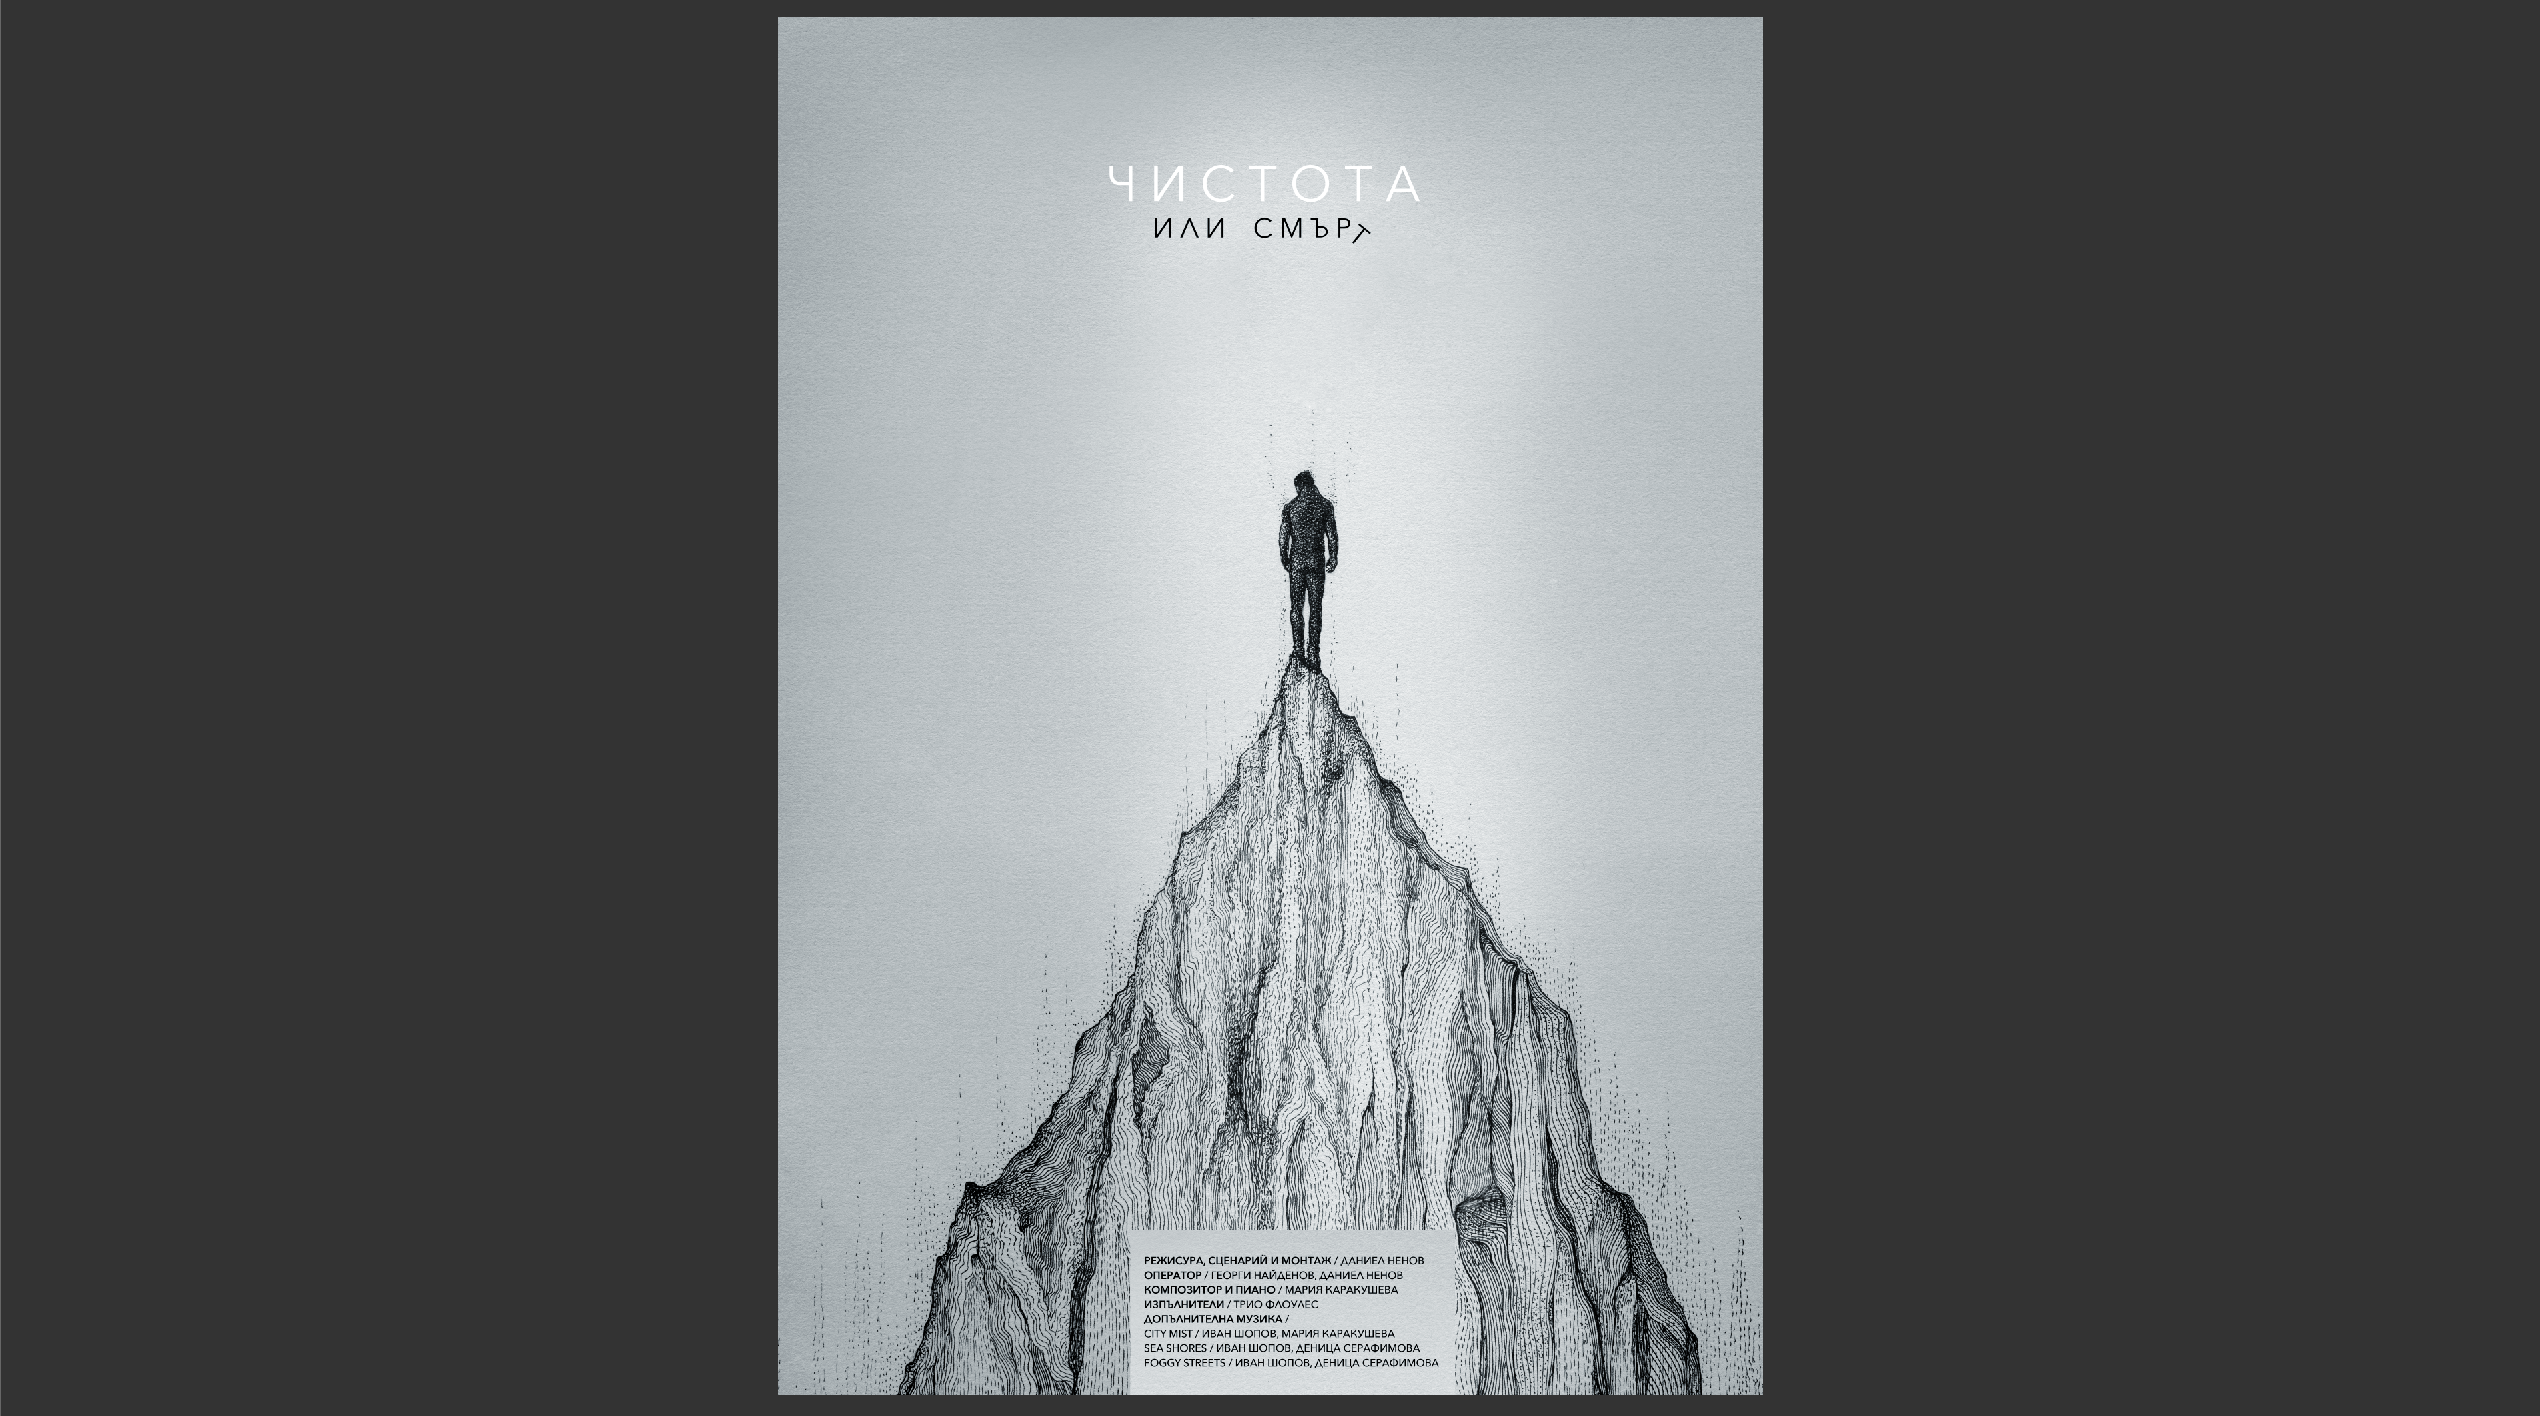 ЧИСТОТА
ИЛИ СМЪРТ
РЕЖИСУРА, СЦЕНАРИЙ И МОНТАЖ / ДАНИЕЛ НЕНОВ
ОПЕРАТОР / ГЕОРГИ НАЙДЕНОВ, ДАНИЕЛ НЕНОВ
КОМПОЗИТОР И ПИАНО / МАРИЯ КАРАКУШЕВА
ИЗПЪЛНИТЕЛИ / ТРИО ФЛОУЛЕС
ДОПЪЛНИТЕЛНА МУЗИКА /
CITY MIST / ИВАН ШОПОВ, МАРИЯ КАРАКУШЕВА
SEA SHORES / ИВАН ШОПОВ, ДЕНИЦА СЕРАФИМОВА
FOGGY STREETS / ИВАН ШОПОВ, ДЕНИЦА СЕРАФИМОВА